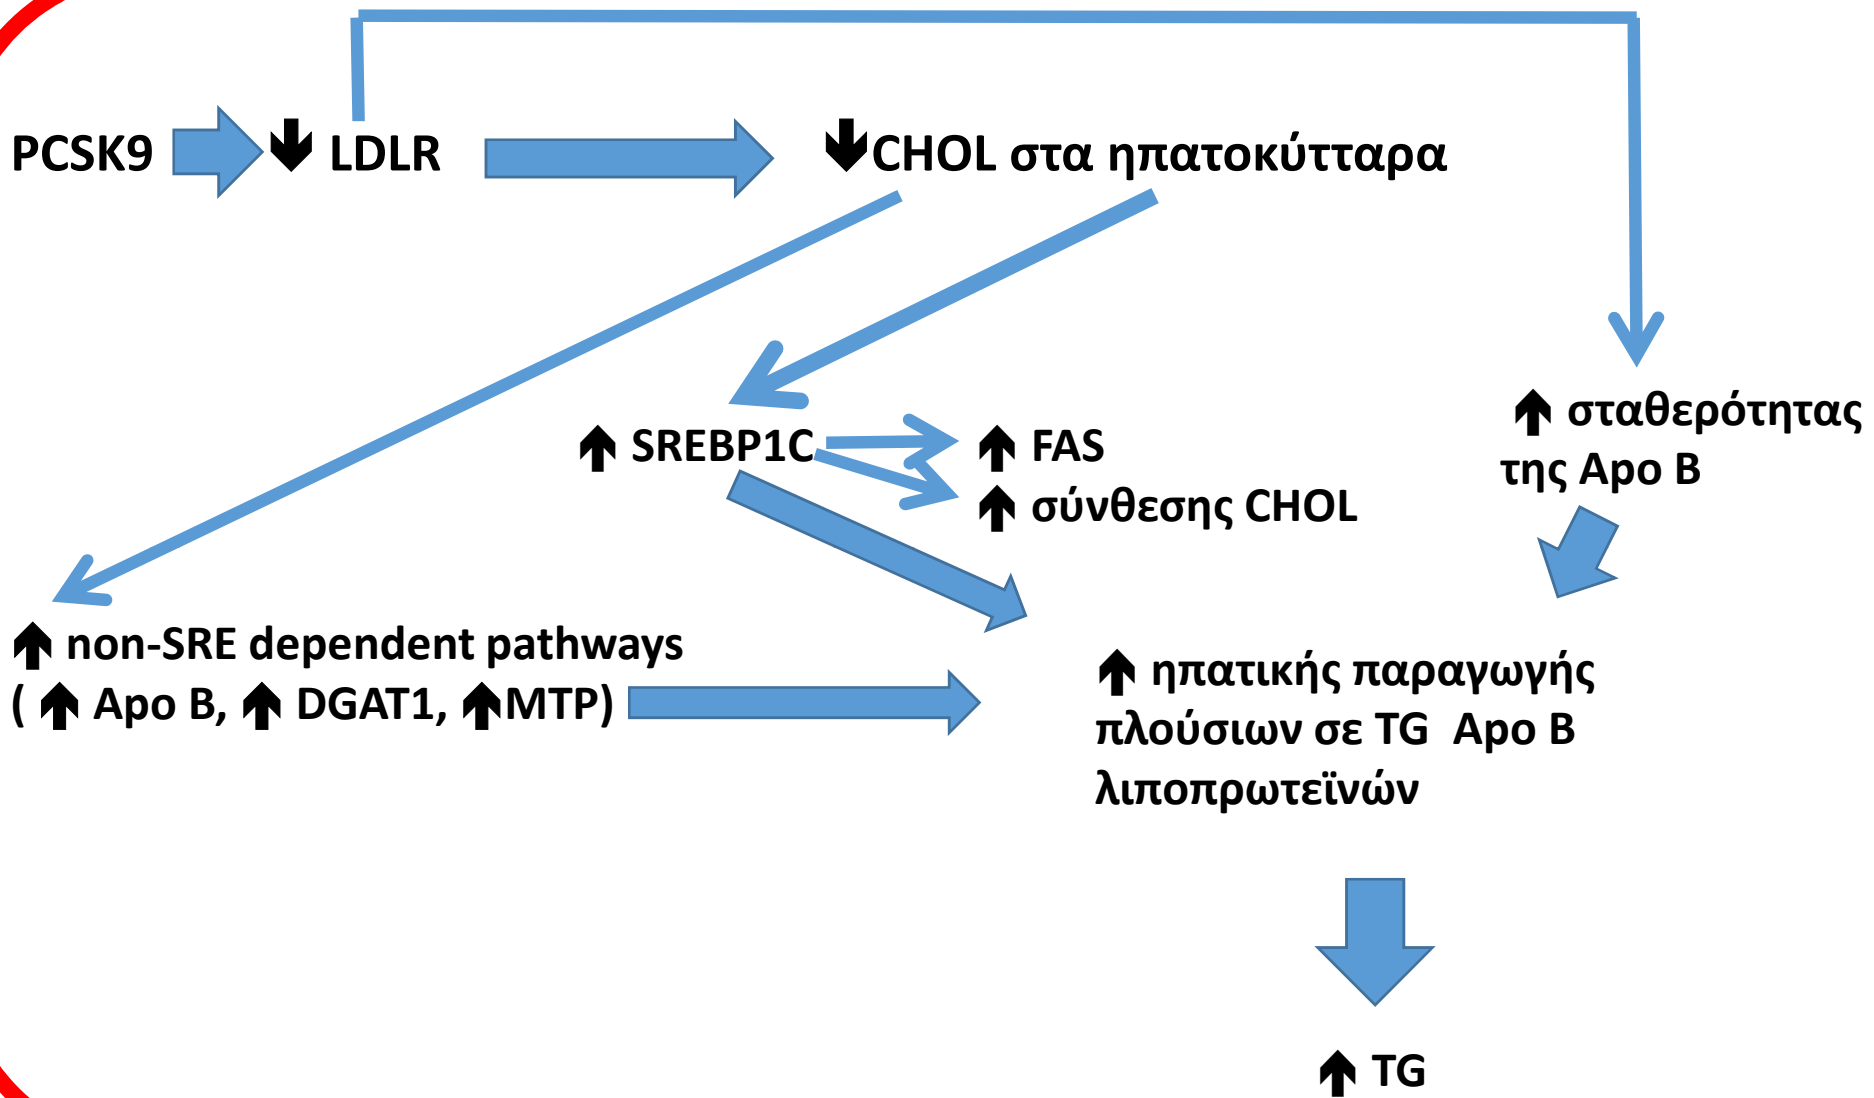 PCSK9 🡇 LDLR 🡇CHOL στα ηπατοκύτταρα
🡅 SREBP1C 🡅 FAS
🡅 σύνθεσης CHOL
🡅 σταθερότητας
της Apo B
🡅 non-SRE dependent pathways
( 🡅 Apo B, 🡅 DGAT1, 🡅MTP)
🡅 ηπατικής παραγωγής
πλούσιων σε TG Apo B
λιποπρωτεϊνών
🡅 TG